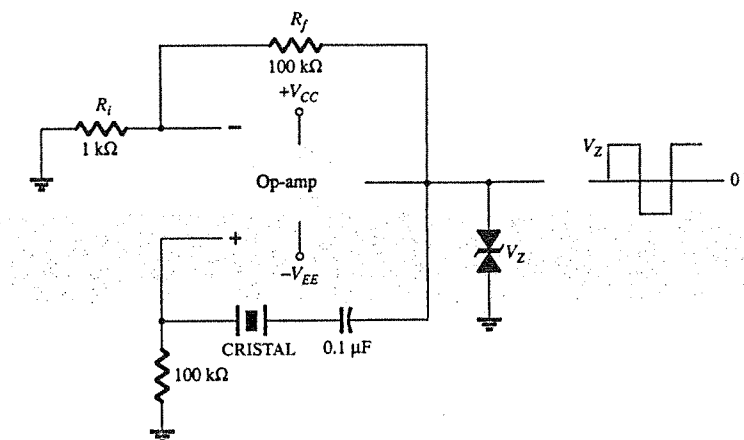 R_f
100 kΩ
+V_CC
R_i
−
1 kΩ
V_Z
0
Op-amp
+
V_Z
−V_EE
CRISTAL
0.1 μF
100 kΩ